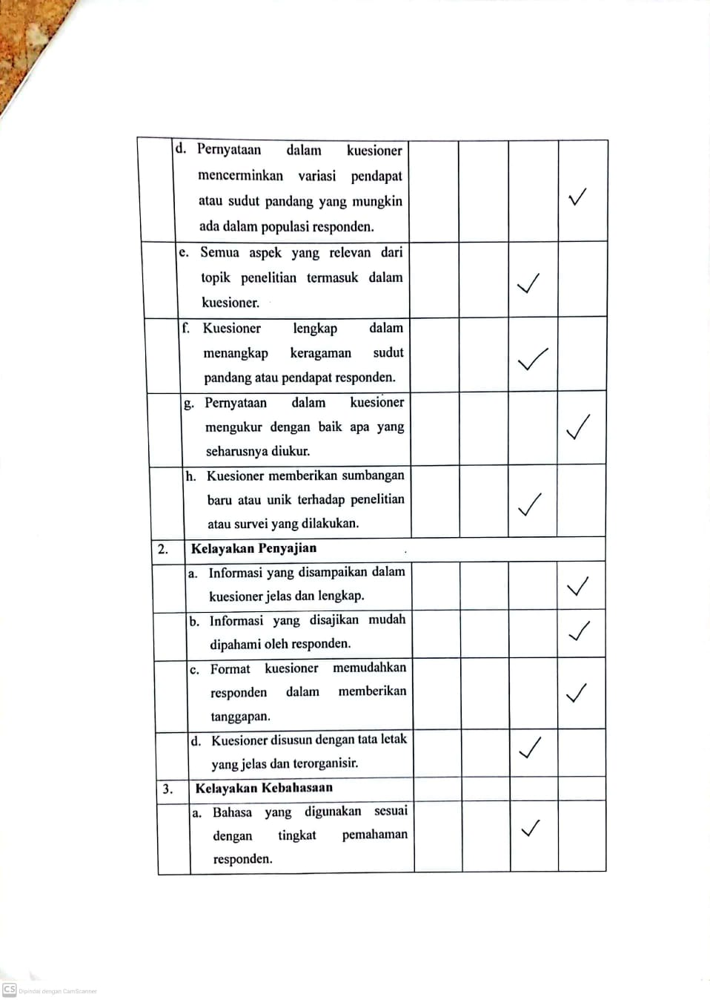 d. Pernyataan dalam kuesioner
mencerminkan variasi pendapat
atau sudut pandang yang mungkin
ada dalam populasi responden.
✓
e. Semua aspek yang relevan dari
topik penelitian termasuk dalam
kuesioner.
✓
f. Kuesioner lengkap dalam
menangkap keragaman sudut
pandang atau pendapat responden.
✓
g. Pernyataan dalam kuesioner
mengukur dengan baik apa yang
seharusnya diukur.
✓
h. Kuesioner memberikan sumbangan
baru atau unik terhadap penelitian
atau survei yang dilakukan.
✓
2. Kelayakan Penyajian
a. Informasi yang disampaikan dalam
kuesioner jelas dan lengkap.
✓
b. Informasi yang disajikan mudah
dipahami oleh responden.
✓
c. Format kuesioner memudahkan
responden dalam memberikan
tanggapan.
✓
d. Kuesioner disusun dengan tata letak
yang jelas dan terorganisir.
✓
3. Kelayakan Kebahasaan
a. Bahasa yang digunakan sesuai
dengan tingkat pemahaman
responden.
✓
CS Dipindai dengan CamScanner